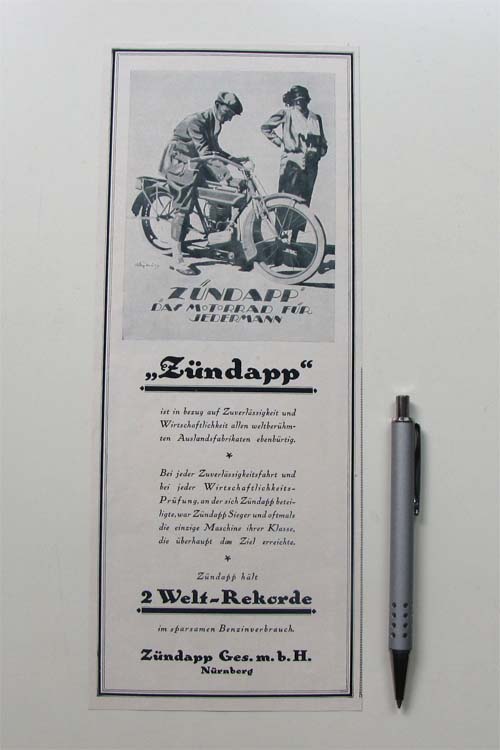 ZÜNDAPP
DAS MOTORRAD FÜR
JEDERMANN
„Zündapp“
ist in bezug auf Zuverlässigkeit und
Wirtschaftlichkeit allen weltberühm-
ten Auslandsfabrikaten ebenbürtig.
*
Bei jeder Zuverlässigkeitsfahrt und
bei jeder Wirtschaftlichkeits-
Prüfung, an der sich Zündapp betei-
ligte, war Zündapp Sieger und oftmals
die einzige Maschine ihrer Klasse,
die überhaupt das Ziel erreichte.
*
Zündapp hält
2 Welt-Rekorde
im sparsamen Benzinverbrauch.
Zündapp Ges. m. b. H.
Nürnberg